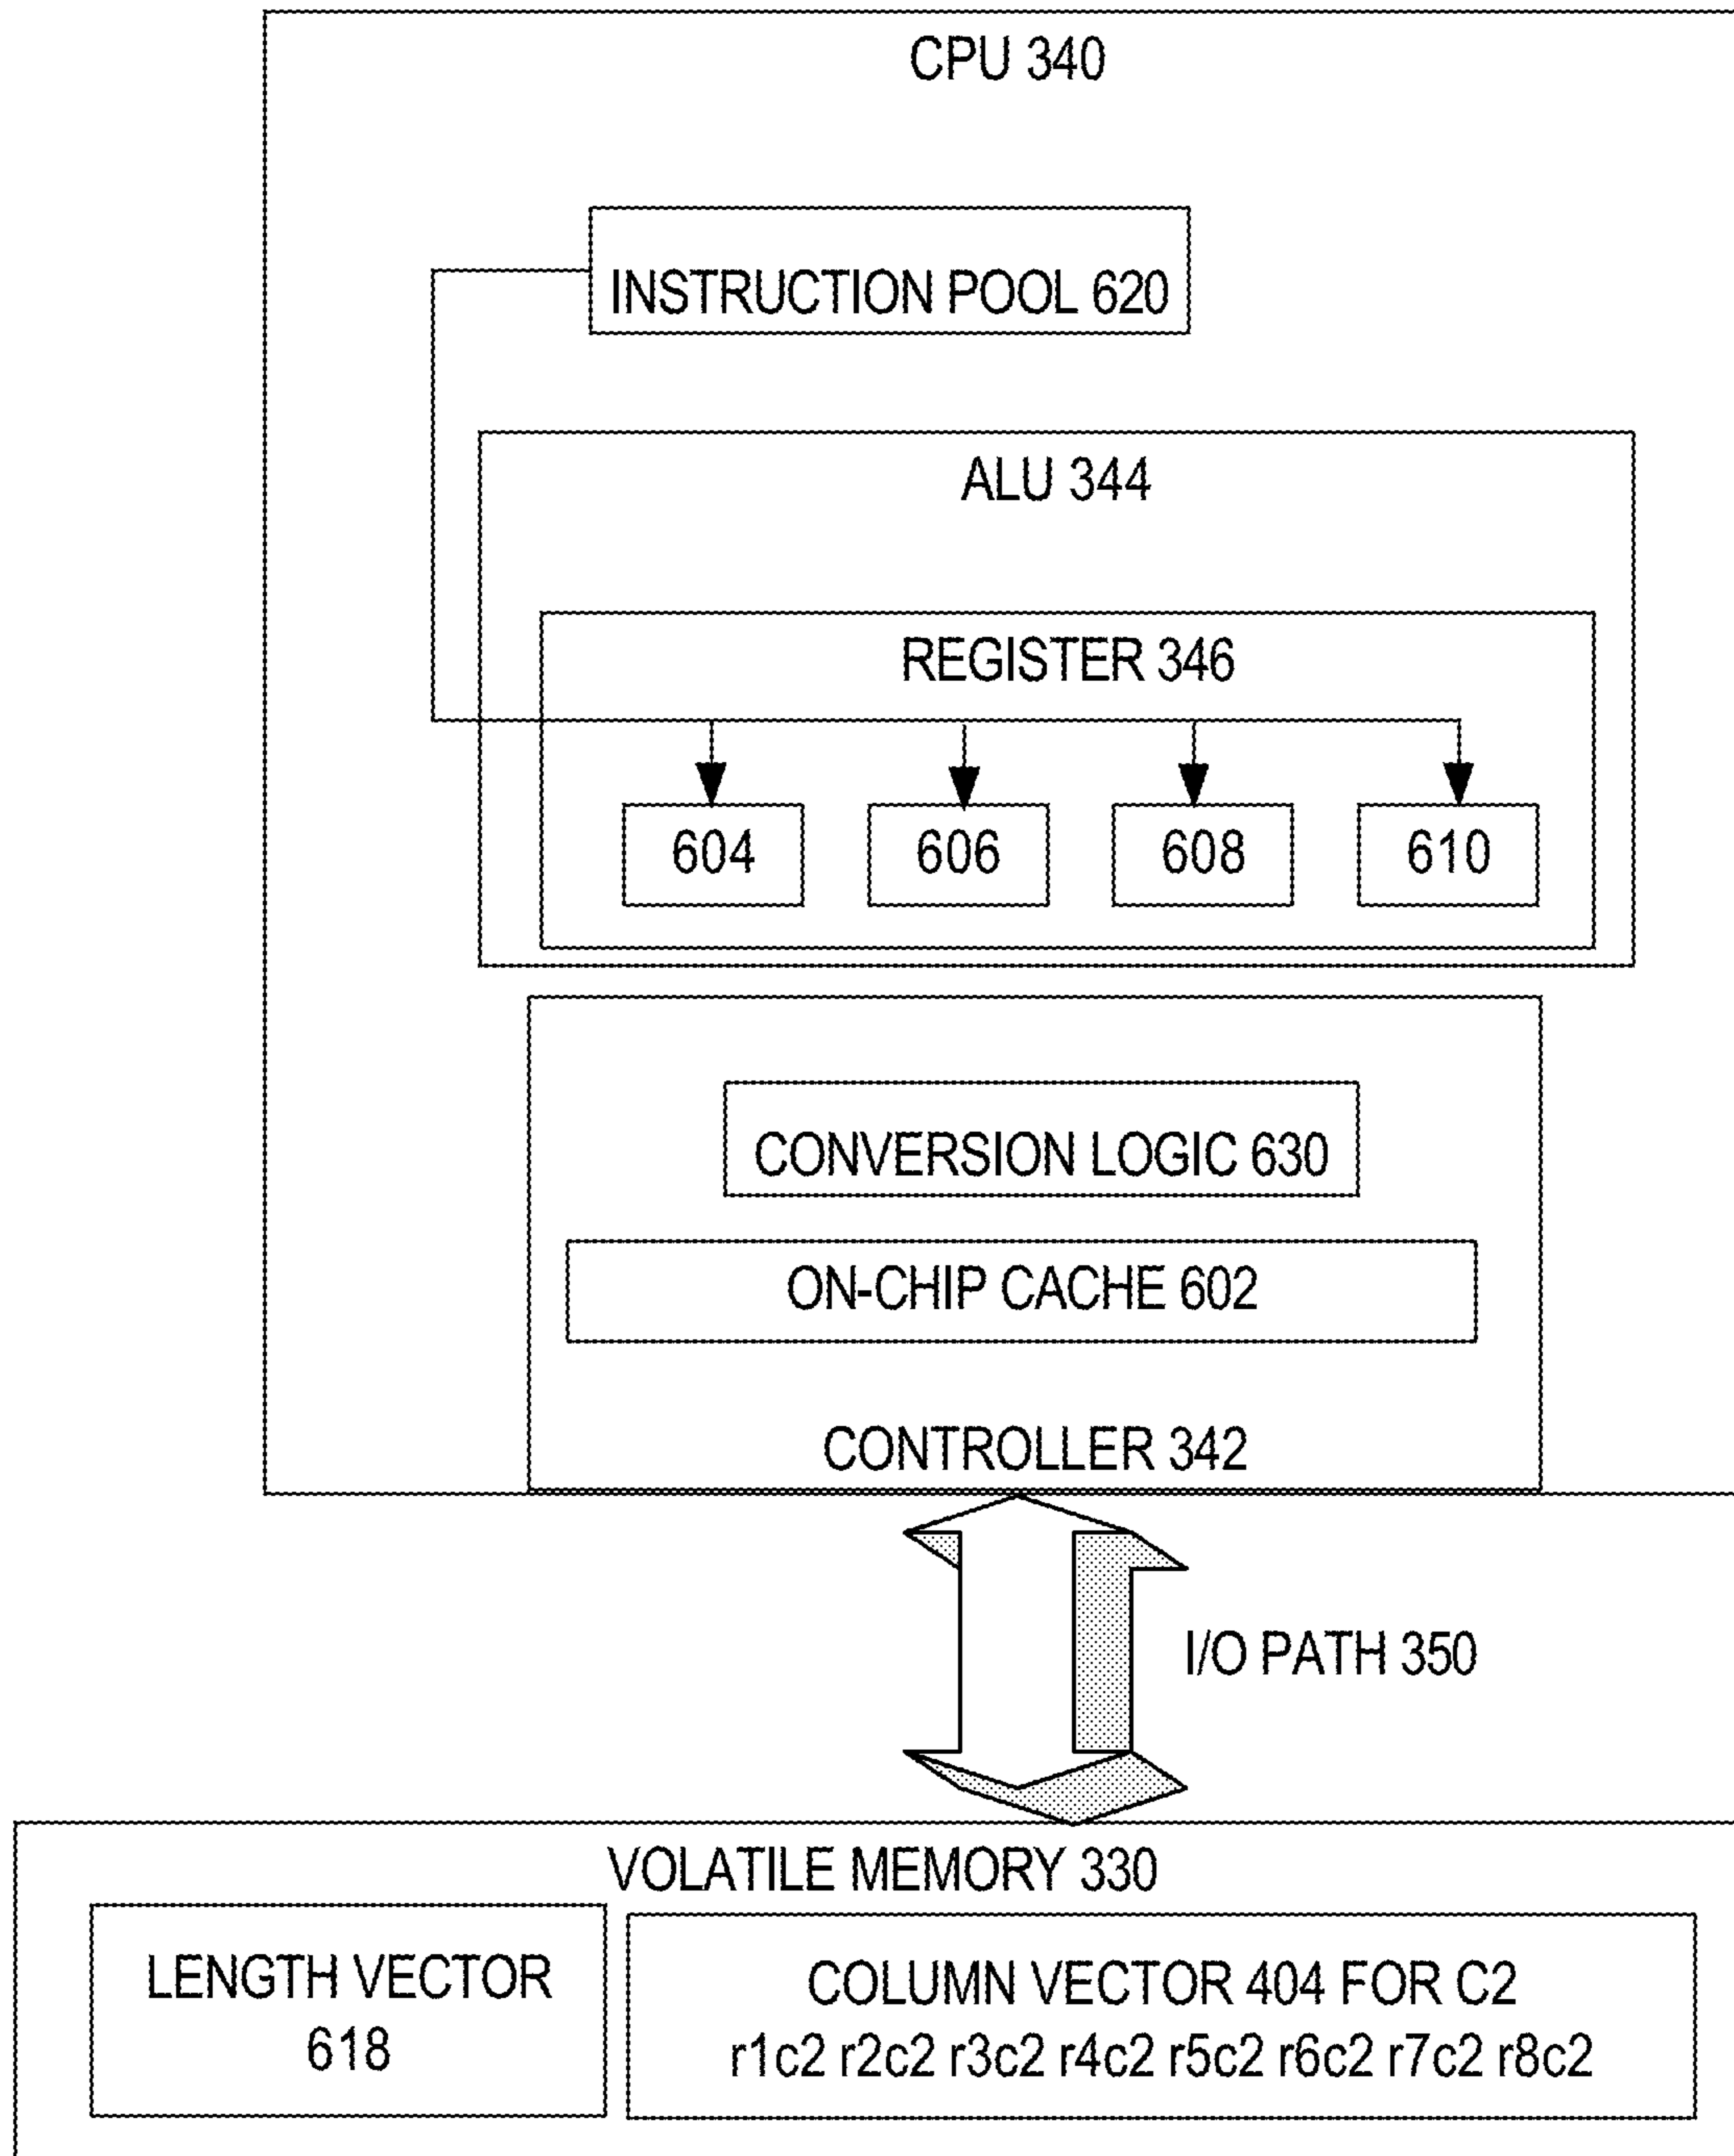 CPU 340
INSTRUCTION POOL 620
ALU 344
REGISTER 346
604 606 608 610
CONVERSION LOGIC 630
ON-CHIP CACHE 602
CONTROLLER 342
I/O PATH 350
VOLATILE MEMORY 330
LENGTH VECTOR
618
COLUMN VECTOR 404 FOR C2
r1c2 r2c2 r3c2 r4c2 r5c2 r6c2 r7c2 r8c2